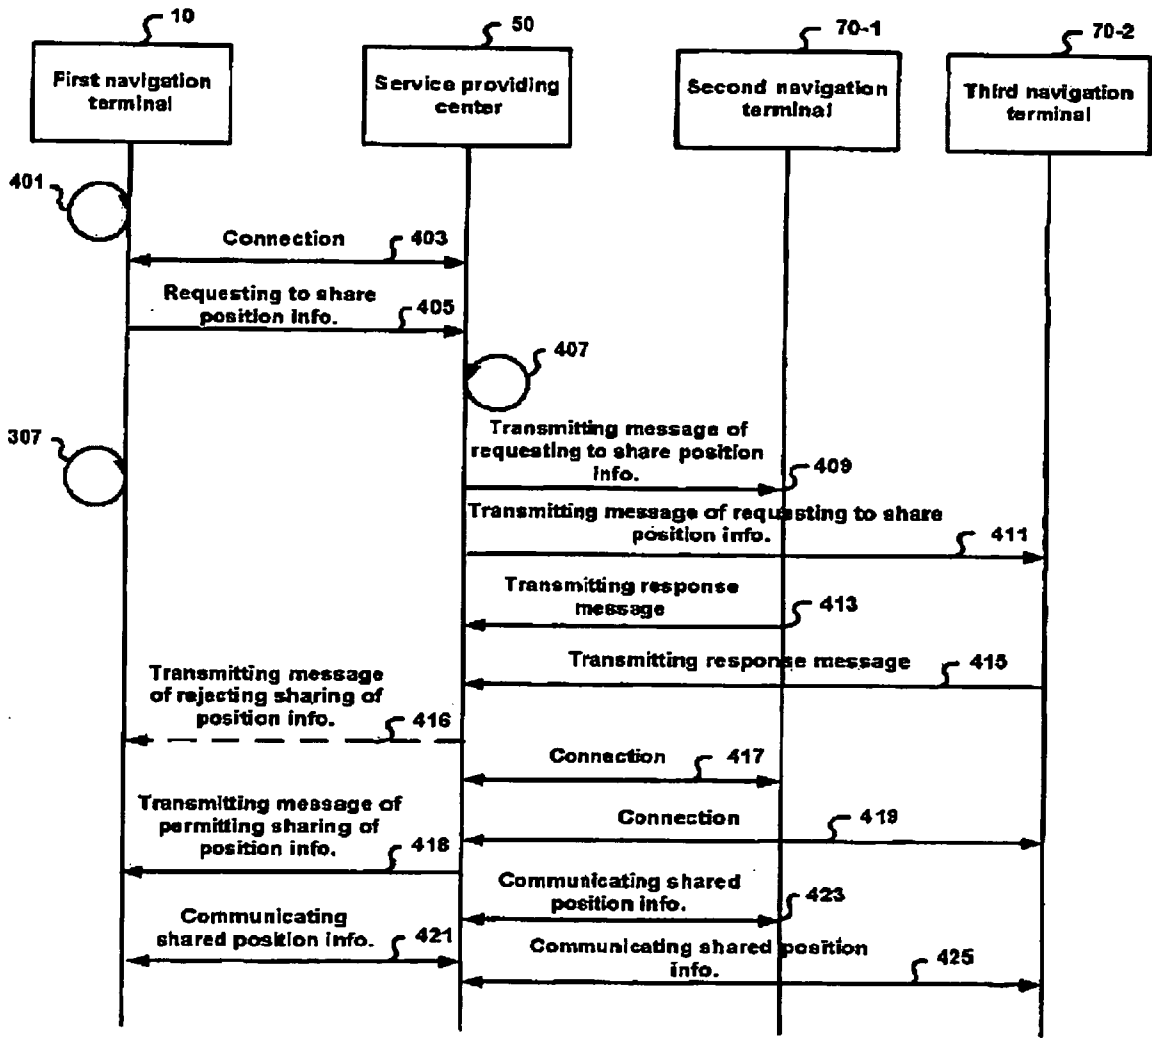 10
50
70-1
70-2
First navigation
terminal
Service providing
center
Second navigation
terminal
Third navigation
terminal
401
Connection
403
Requesting to share
position info.
405
407
307
Transmitting message of
requesting to share position
info.
409
Transmitting message of requesting to share
position info.
411
Transmitting response
message
413
Transmitting response message
415
Transmitting message
of rejecting sharing of
position info.
416
Connection
417
Transmitting message of
permitting sharing of
position info.
418
Connection
419
Communicating shared
position info.
423
Communicating
shared position info.
421
Communicating shared position
info.
425